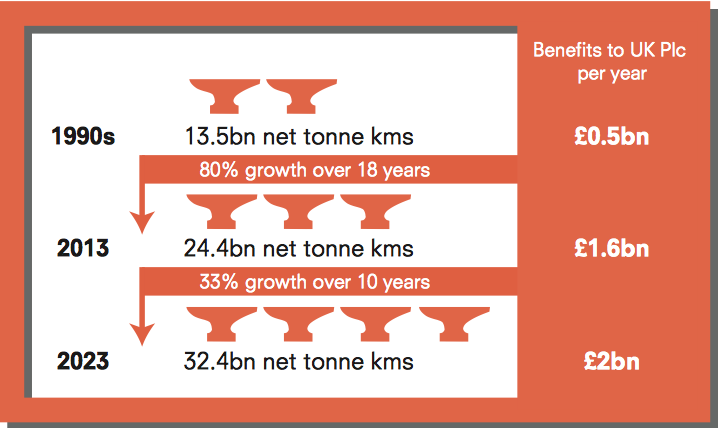 Benefits to UK Plc
per year
1990s 13.5bn net tonne kms £0.5bn
80% growth over 18 years
2013 24.4bn net tonne kms £1.6bn
33% growth over 10 years
2023 32.4bn net tonne kms £2bn